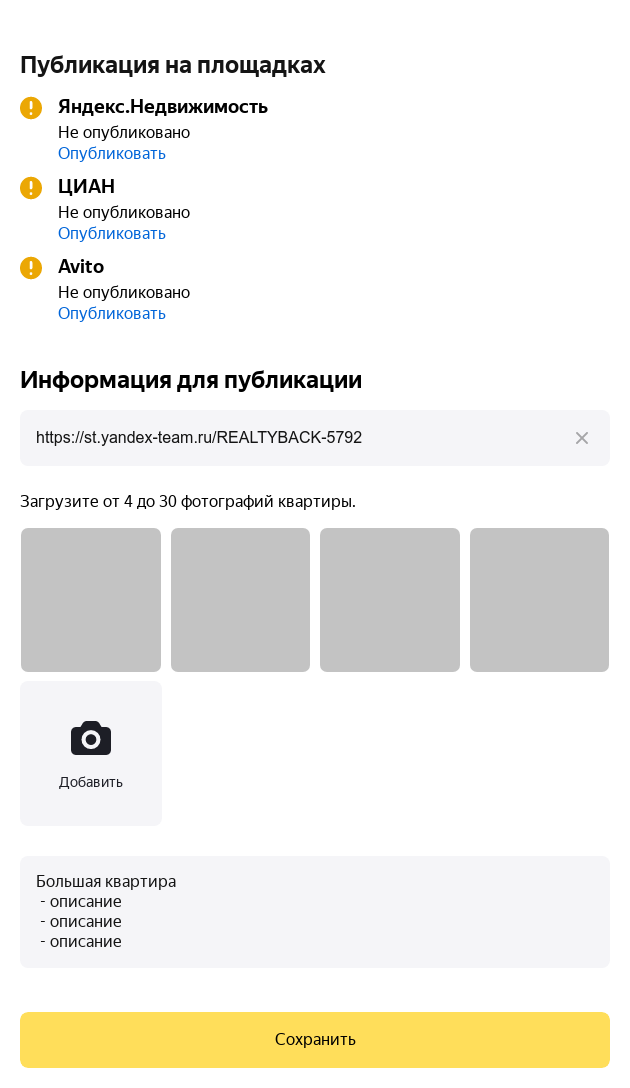 Публикация на площадках
Яндекс.Недвижимость
Не опубликовано
Опубликовать
ЦИАН
Не опубликовано
Опубликовать
Avito
Не опубликовано
Опубликовать
Информация для публикации
https://st.yandex-team.ru/REALTYBACK-5792
Загрузите от 4 до 30 фотографий квартиры.
Добавить
Большая квартира
- описание
- описание
- описание
Сохранить